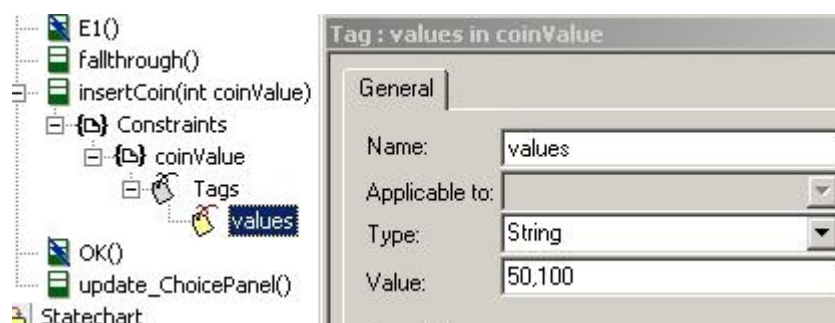 E1()
fallthrough()
insertCoin(int coinValue)
Constraints
coinValue
Tags
values
OK()
update_ChoicePanel()
Statechart
Tag : values in coinValue
General
Name: values
Applicable to:
Type: String
Value: 50,100